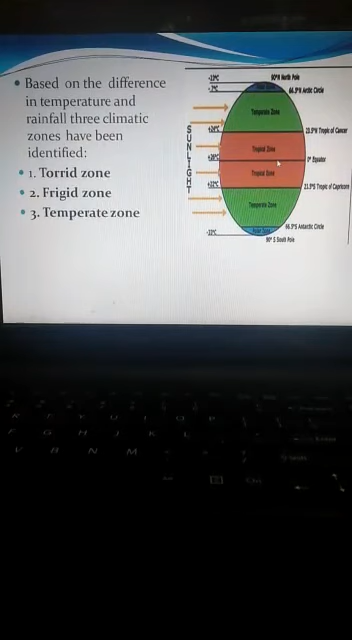 Based on the difference
in temperature and
rainfall three climatic
zones have been
identified:
1. Torrid zone
2. Frigid zone
3. Temperate zone
SUNLIGHT
90°N North Pole
66.5°N Arctic Circle
Temperate Zone
23.5°N Tropic of Cancer
Tropical Zone
0° Equator
Tropical Zone
23.5°S Tropic of Capricorn
Temperate Zone
66.5°S Antarctic Circle
Polar Zone
90° S South Pole